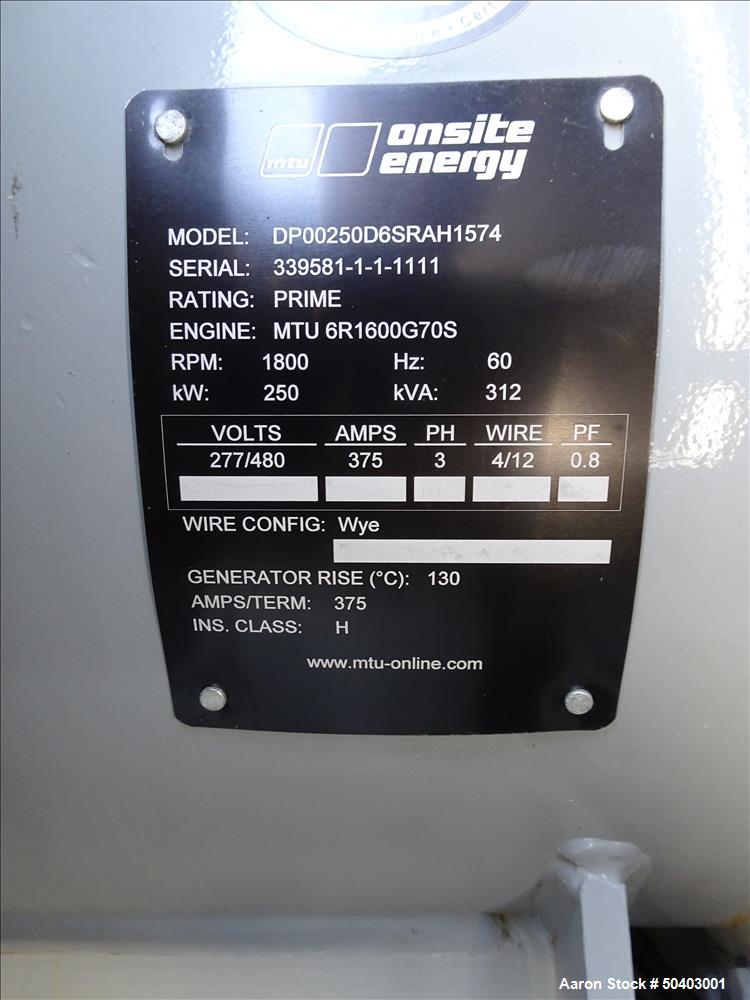 mtu onsite
energy
MODEL: DP00250D6SRAH1574
SERIAL: 339581-1-1-1111
RATING: PRIME
ENGINE: MTU 6R1600G70S
RPM: 1800 Hz: 60
kW: 250 kVA: 312
VOLTS AMPS PH WIRE PF
277/480 375 3 4/12 0.8
WIRE CONFIG: Wye
GENERATOR RISE (°C): 130
AMPS/TERM: 375
INS. CLASS: H
www.mtu-online.com
Aaron Stock # 50403001